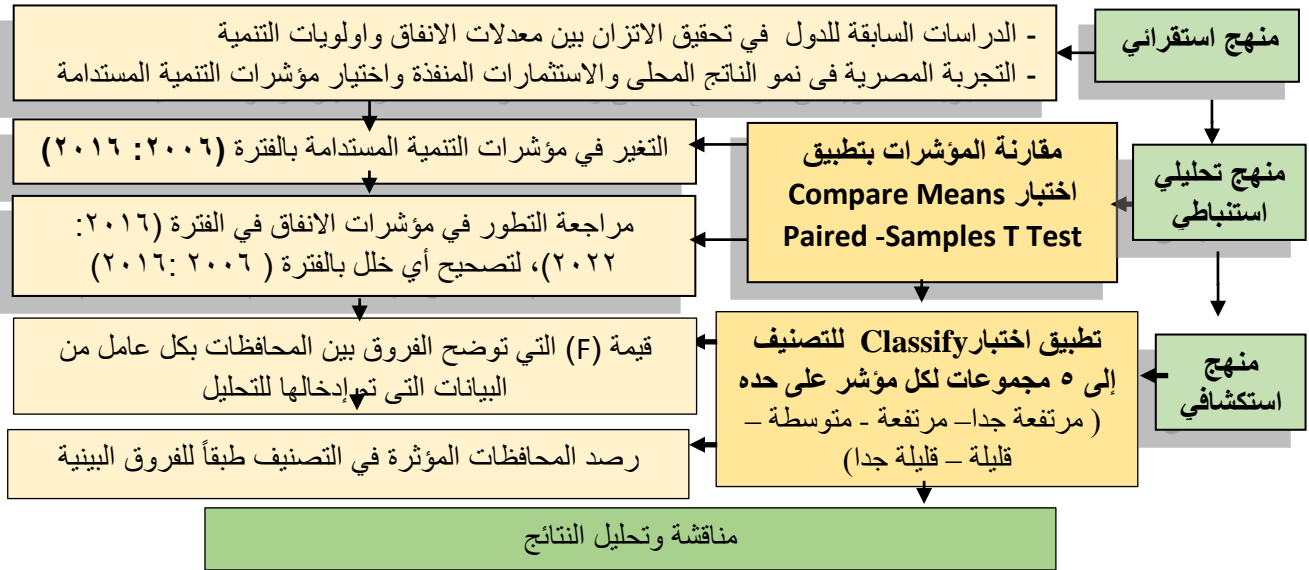 منهج استقرائي
- الدراسات السابقة للدول في تحقيق الاتزان بين معدلات الانفاق واولويات التنمية
- التجربة المصرية فى نمو الناتج المحلى والاستثمارات المنفذة واختيار مؤشرات التنمية المستدامة
منهج تحليلي
استنباطي
مقارنة المؤشرات بتطبيق
اختبار Compare Means
Paired -Samples T Test
التغير في مؤشرات التنمية المستدامة بالفترة (٢٠٠٦: ٢٠١٦)
مراجعة التطور في مؤشرات الانفاق في الفترة (٢٠١٦:
٢٠٢٢)، لتصحيح أي خلل بالفترة ( ٢٠٠٦ :٢٠١٦)
منهج
استكشافي
تطبيق اختبارClassify للتصنيف
إلى ٥ مجموعات لكل مؤشر على حده
( مرتفعة جدا– مرتفعة - متوسطة –
قليلة – قليلة جدا)
قيمة (F) التي توضح الفروق بين المحافظات بكل عامل من
البيانات التى تم إدخالها للتحليل
رصد المحافظات المؤثرة في التصنيف طبقاً للفروق البينية
مناقشة وتحليل النتائج